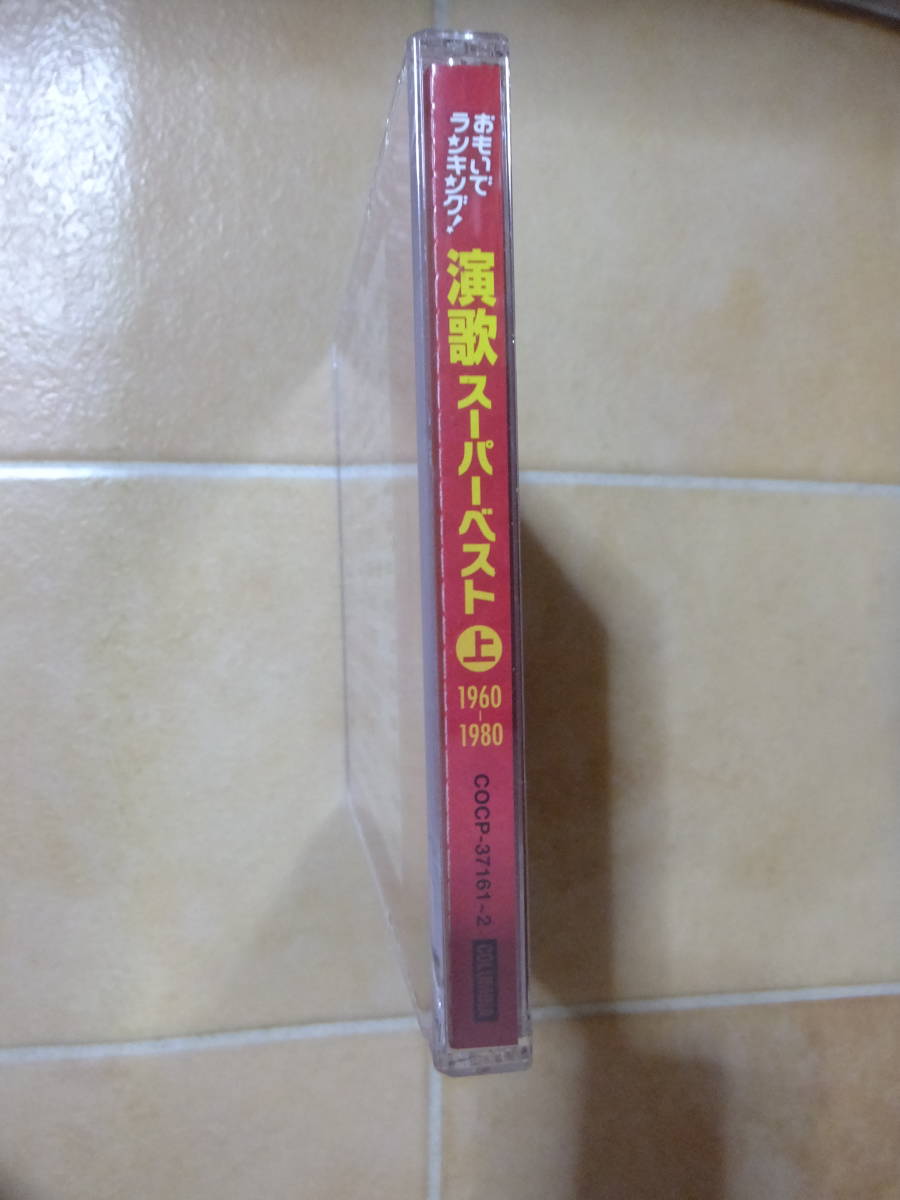 おもいで
ランキング!
演歌スーパーベスト 上
1960
-
1980
COCP-37161~2
COLUMBIA